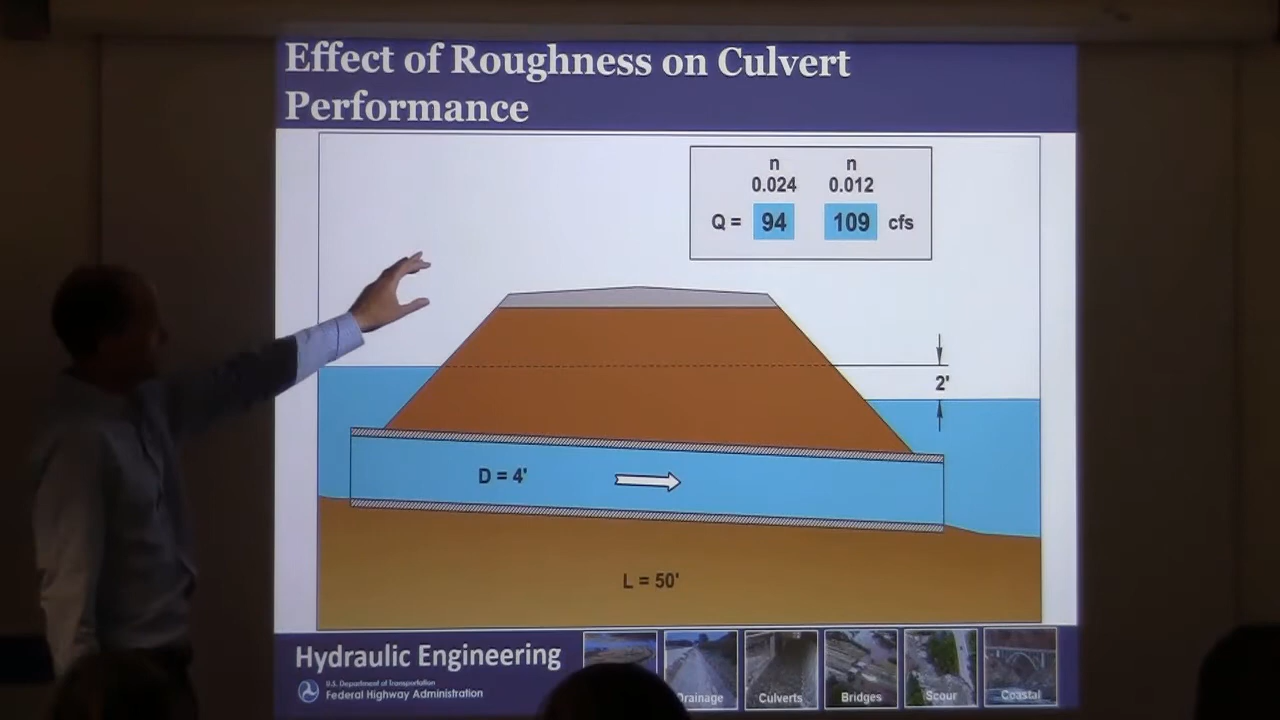 Effect of Roughness on Culvert
Performance
n n
0.024 0.012
Q = 94 109 cfs
2'
D = 4'
L = 50'
Hydraulic Engineering
U.S. Department of Transportation
Federal Highway Administration
Drainage Culverts Bridges Scour Coastal